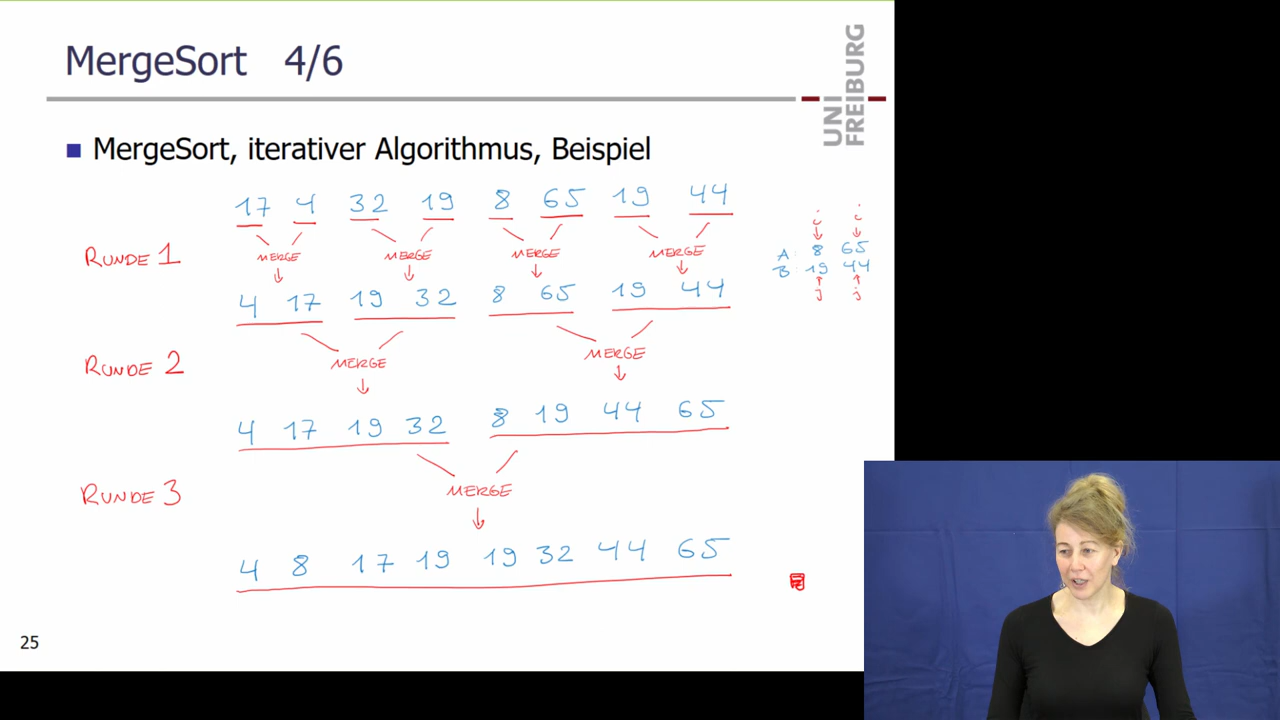 MergeSort 4/6
UNI
FREIBURG
MergeSort, iterativer Algorithmus, Beispiel
17 4 32 19 8 65 19 44
RUNDE 1
MERGE MERGE MERGE MERGE
i i
A: 8 65
B 19 44
j j
4 17 19 32 8 65 19 44
RUNDE 2
MERGE MERGE
4 17 19 32 8 19 44 65
RUNDE 3
MERGE
4 8 17 19 19 32 44 65
25